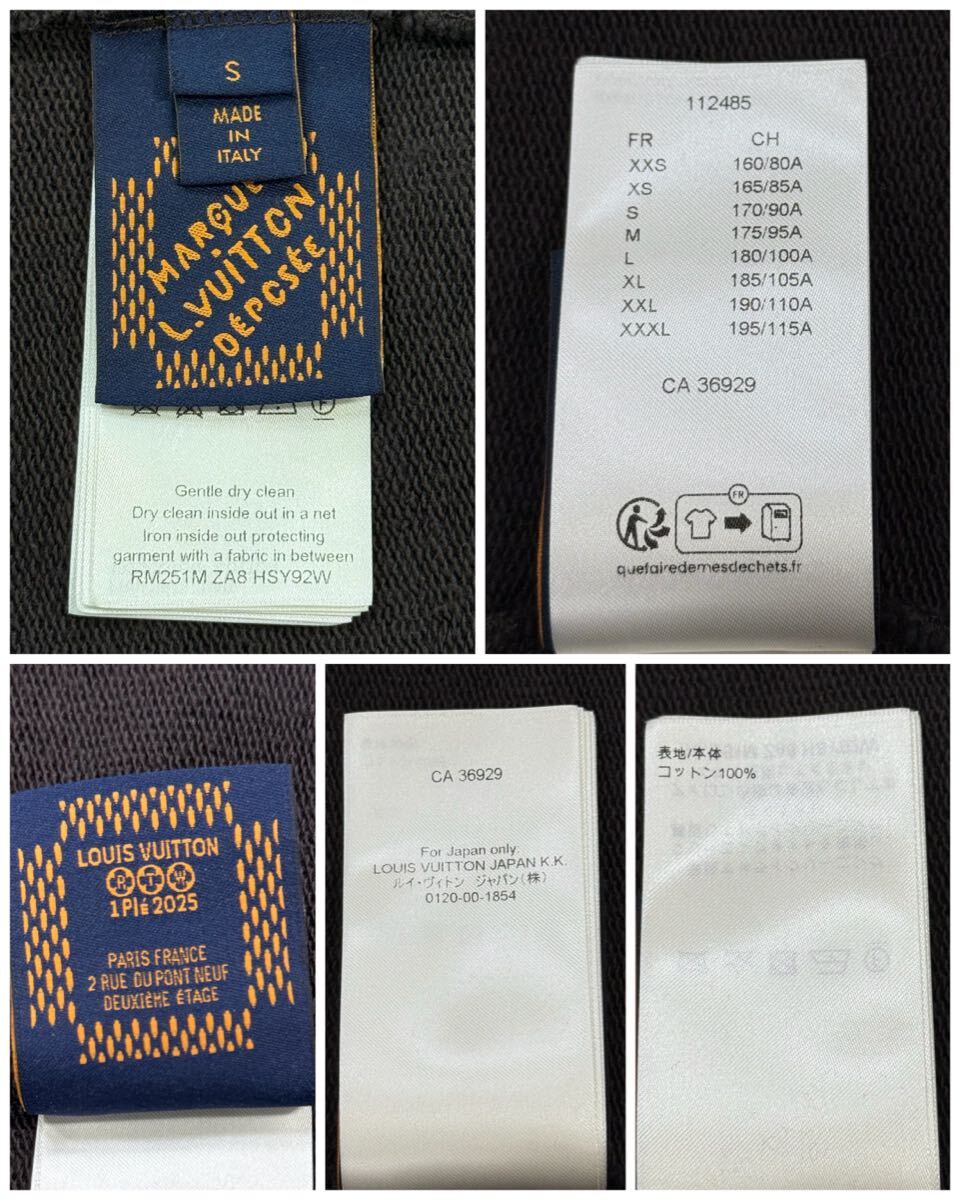 S
MADE
IN
ITALY
MARQUE
L.VUITTON
DÉPOSÉE
Gentle dry clean
Dry clean inside out in a net
Iron inside out protecting
garment with a fabric in between
RM251M ZA8 HSY92W
112485
FR CH
XXS 160/80A
XS 165/85A
S 170/90A
M 175/95A
L 180/100A
XL 185/105A
XXL 190/110A
XXXL 195/115A
CA 36929
FR
quefairedemesdechets.fr
LOUIS VUITTON
R T W
1PIé 2025
PARIS FRANCE
2 RUE DU PONT NEUF
DEUXIÈME ÉTAGE
CA 36929
For Japan only:
LOUIS VUITTON JAPAN K.K.
ルイ・ヴィトン ジャパン(株)
0120-00-1854
表地/本体
コットン100%